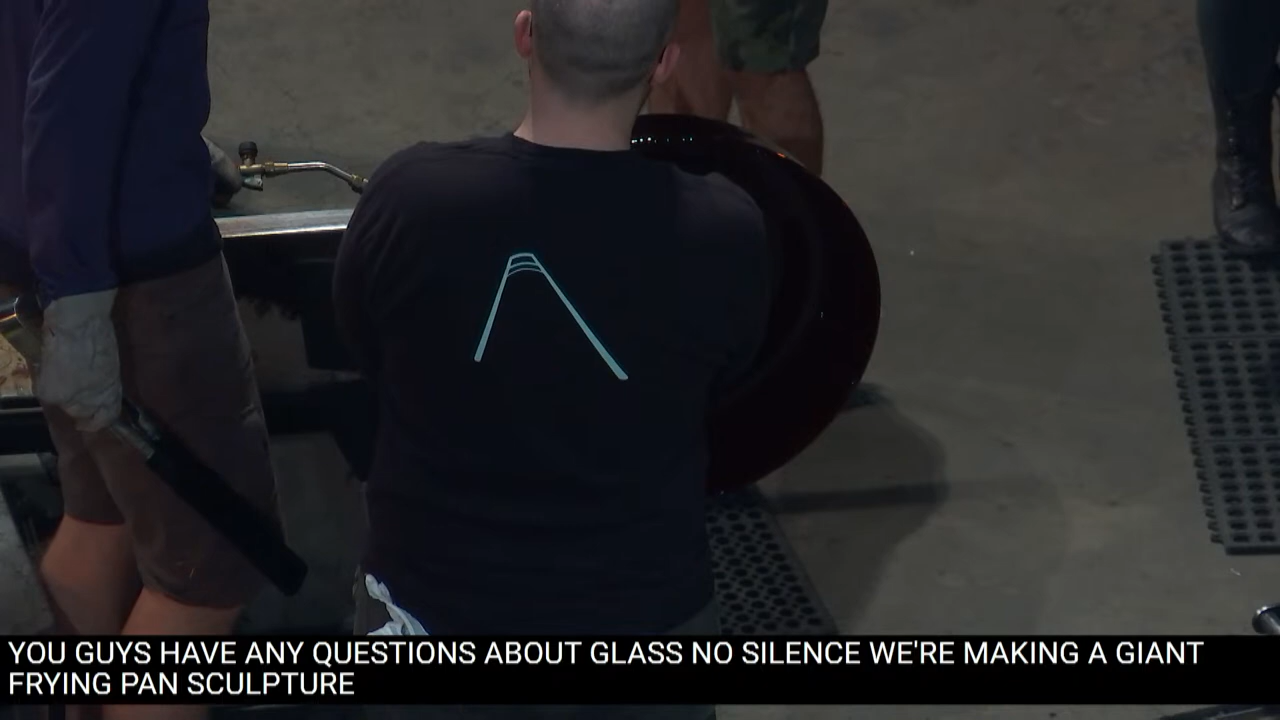 YOU GUYS HAVE ANY QUESTIONS ABOUT GLASS NO SILENCE WE'RE MAKING A GIANT
FRYING PAN SCULPTURE